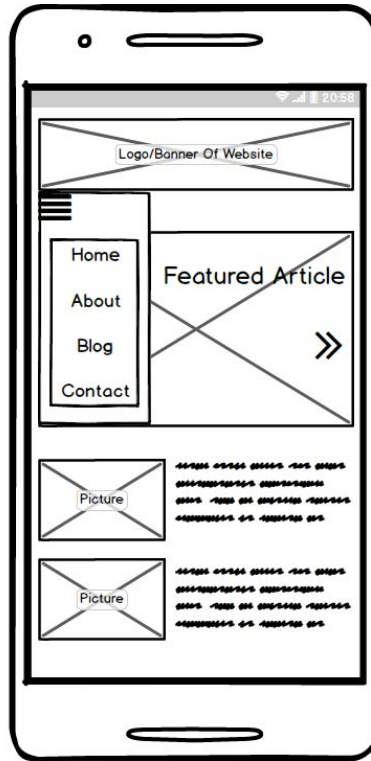 20:58
Logo/Banner Of Website
Home
About
Blog
Contact
Featured Article
Picture
Picture